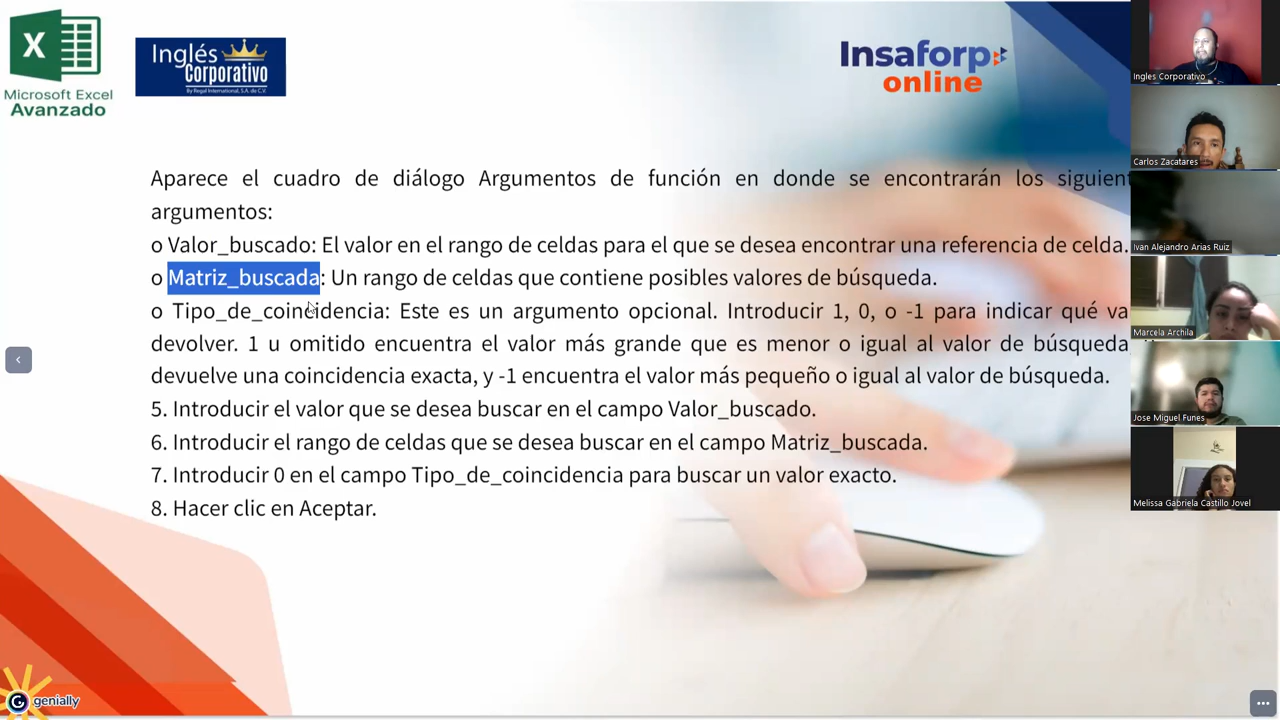 Microsoft Excel
Avanzado
Inglés
Corporativo
By Regal International, S.A. de C.V.
Insaforp
online
Aparece el cuadro de diálogo Argumentos de función en donde se encontrarán los siguient
argumentos:
o Valor_buscado: El valor en el rango de celdas para el que se desea encontrar una referencia de celda.
o Matriz_buscada: Un rango de celdas que contiene posibles valores de búsqueda.
o Tipo_de_coincidencia: Este es un argumento opcional. Introducir 1, 0, o -1 para indicar qué va
devolver. 1 u omitido encuentra el valor más grande que es menor o igual al valor de búsqueda
devuelve una coincidencia exacta, y -1 encuentra el valor más pequeño o igual al valor de búsqueda.
5. Introducir el valor que se desea buscar en el campo Valor_buscado.
6. Introducir el rango de celdas que se desea buscar en el campo Matriz_buscada.
7. Introducir 0 en el campo Tipo_de_coincidencia para buscar un valor exacto.
8. Hacer clic en Aceptar.
genially
Ingles Corporativo
Carlos Zacatares
Ivan Alejandro Arias Ruiz
Marcela Archila
Jose Miguel Funes
Melissa Gabriela Castillo Jovel